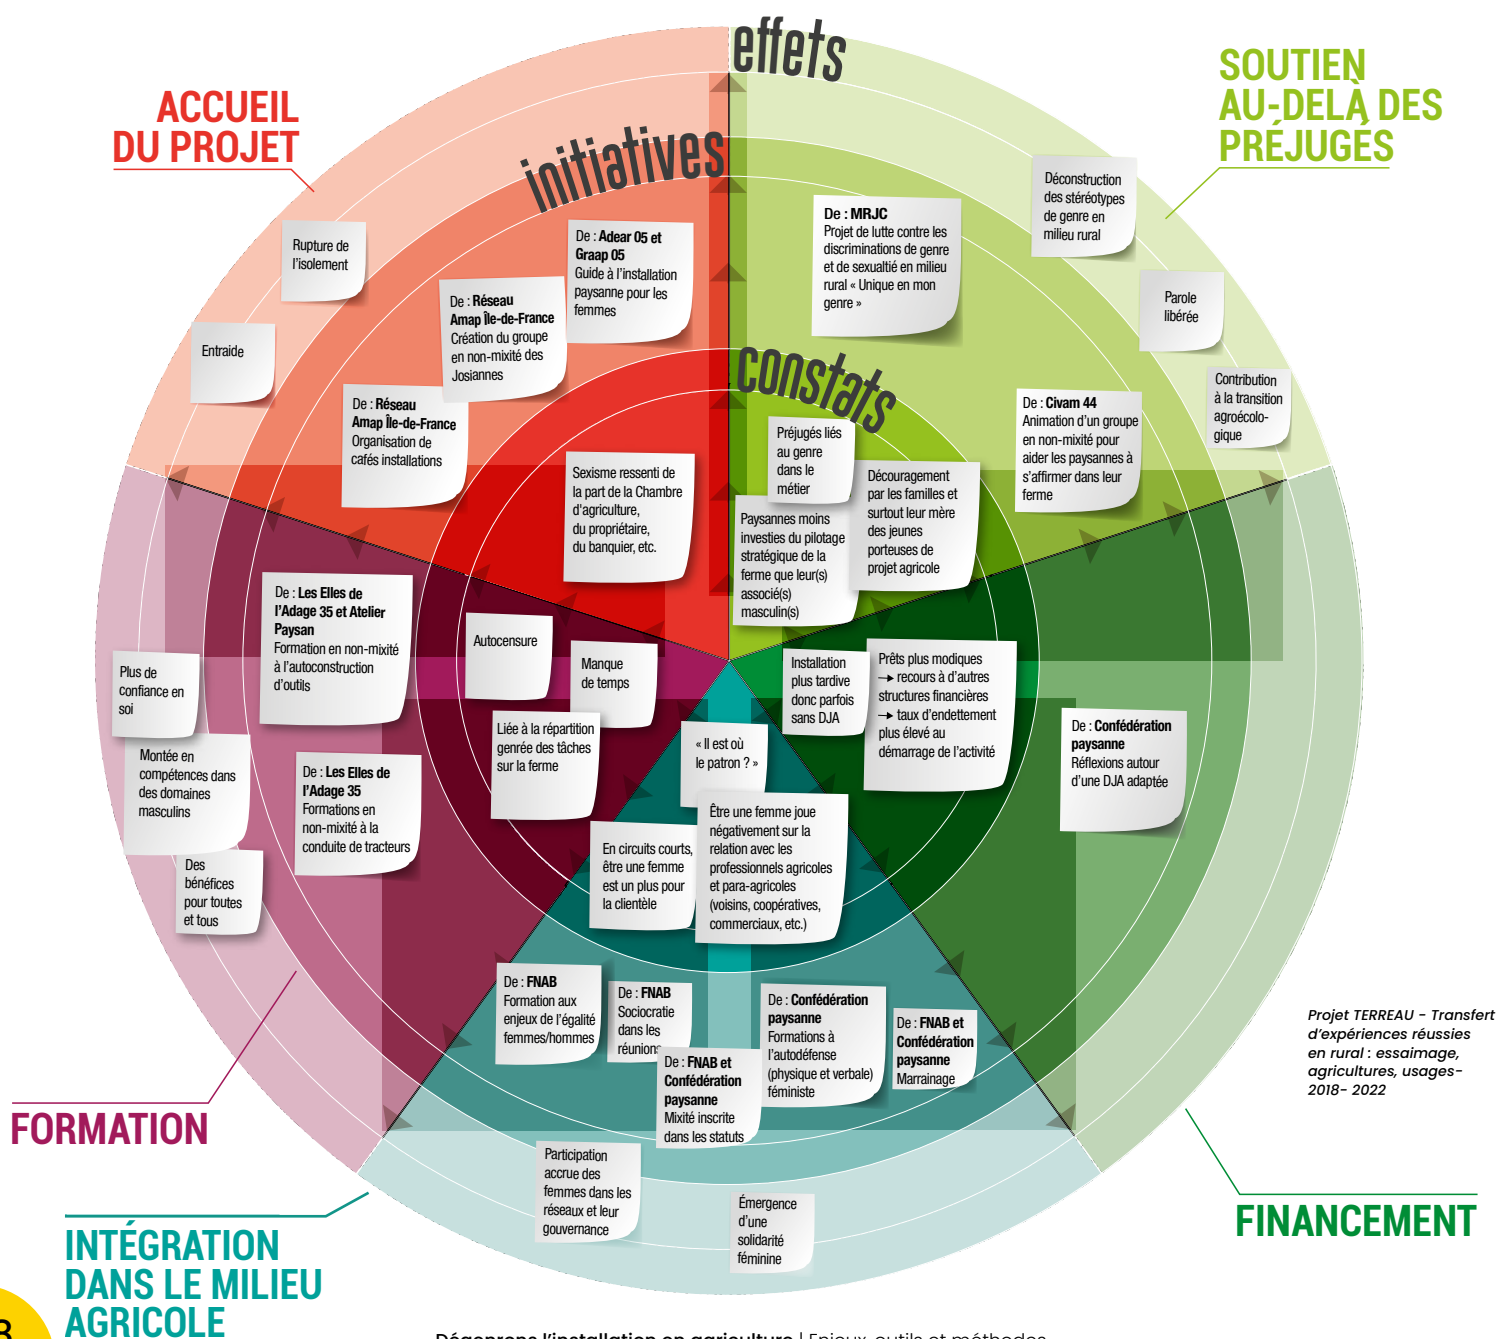 effets
initiatives
constats
ACCUEIL
DU PROJET
Rupture de
l'isolement
Entraide
De : Adear 05 et
Graap 05
Guide à l'installation
paysanne pour les
femmes
De : Réseau
Amap Île-de-France
Création du groupe
en non-mixité des
Josiannes
De : Réseau
Amap Île-de-France
Organisation de
cafés installations
Sexisme ressenti de
la part de la Chambre
d'agriculture,
du propriétaire,
du banquier, etc.
SOUTIEN
AU-DELÀ DES
PRÉJUGÉS
Déconstruction
des stéréotypes
de genre en
milieu rural
Parole
libérée
Contribution
à la transition
agroécolo-
gique
De : MRJC
Projet de lutte contre les
discriminations de genre
et de sexualtié en milieu
rural « Unique en mon
genre »
De : Civam 44
Animation d'un groupe
en non-mixité pour
aider les paysannes à
s'affirmer dans leur
ferme
Préjugés liés
au genre
dans le
métier
Découragement
par les familles et
surtout leur mère
des jeunes
porteuses de
projet agricole
Paysannes moins
investies du pilotage
stratégique de la
ferme que leur(s)
associé(s)
masculin(s)
Installation
plus tardive
donc parfois
sans DJA
Prêts plus modiques
→ recours à d'autres
structures financières
→ taux d'endettement
plus élevé au
démarrage de l'activité
De : Confédération
paysanne
Réflexions autour
d'une DJA adaptée
FINANCEMENT
Autocensure
Manque
de temps
Liée à la répartition
genrée des tâches
sur la ferme
De : Les Elles de
l'Adage 35 et Atelier
Paysan
Formation en non-mixité
à l'autoconstruction
d'outils
De : Les Elles de
l'Adage 35
Formations en
non-mixité à la
conduite de tracteurs
Plus de
confiance en
soi
Montée en
compétences dans
des domaines
masculins
Des
bénéfices
pour toutes
et tous
FORMATION
« Il est où
le patron ? »
Être une femme joue
négativement sur la
relation avec les
professionnels agricoles
et para-agricoles
(voisins, coopératives,
commerciaux, etc.)
En circuits courts,
être une femme
est un plus pour
la clientèle
De : FNAB
Formation aux
enjeux de l'égalité
femmes/hommes
De : FNAB
Sociocratie
dans les
réunions
De : FNAB et
Confédération
paysanne
Mixité inscrite
dans les statuts
De : Confédération
paysanne
Formations à
l'autodéfense
(physique et verbale)
féministe
De : FNAB et
Confédération
paysanne
Marrainage
Participation
accrue des
femmes dans les
réseaux et leur
gouvernance
Émergence
d'une
solidarité
féminine
INTÉGRATION
DANS LE MILIEU
AGRICOLE
Projet TERREAU - Transfert
d'expériences réussies
en rural : essaimage,
agricultures, usages-
2018- 2022
Dégenrons l'installation en agriculture | Enjeux, outils et méthodes